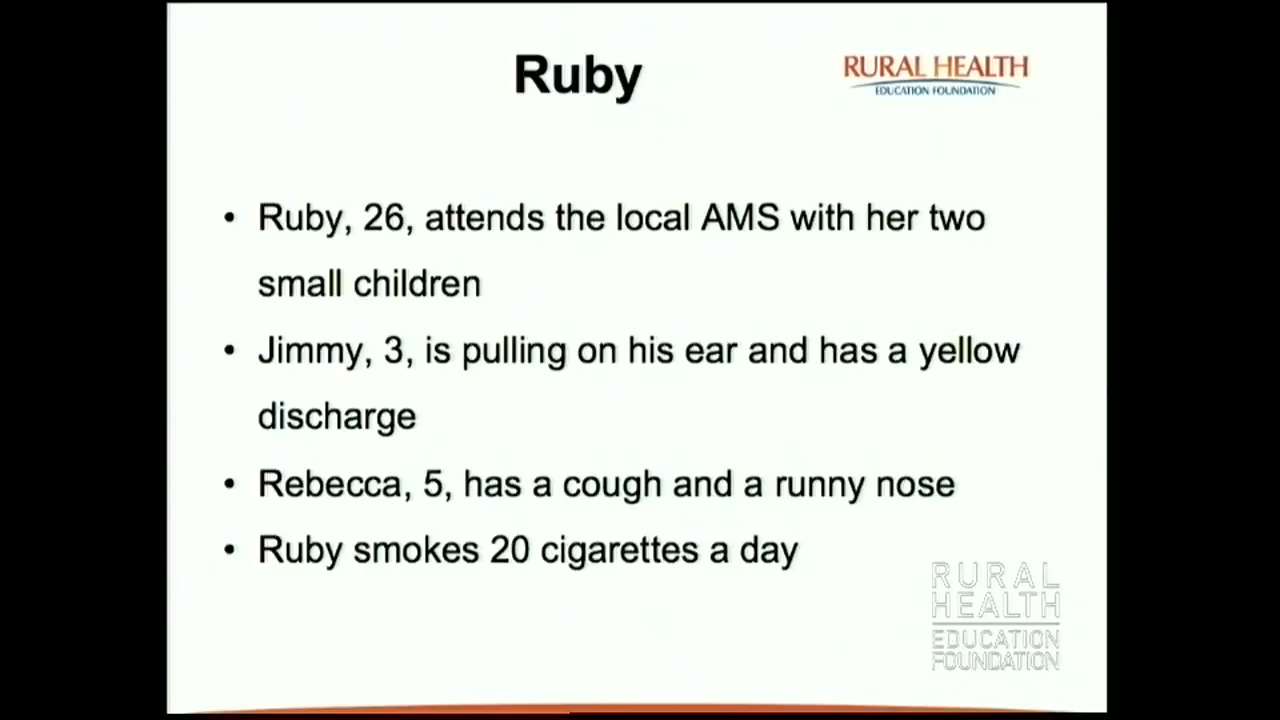 Ruby
RURAL HEALTH
EDUCATION FOUNDATION
• Ruby, 26, attends the local AMS with her two
small children
• Jimmy, 3, is pulling on his ear and has a yellow
discharge
• Rebecca, 5, has a cough and a runny nose
• Ruby smokes 20 cigarettes a day
RURAL
HEALTH
EDUCATION
FOUNDATION